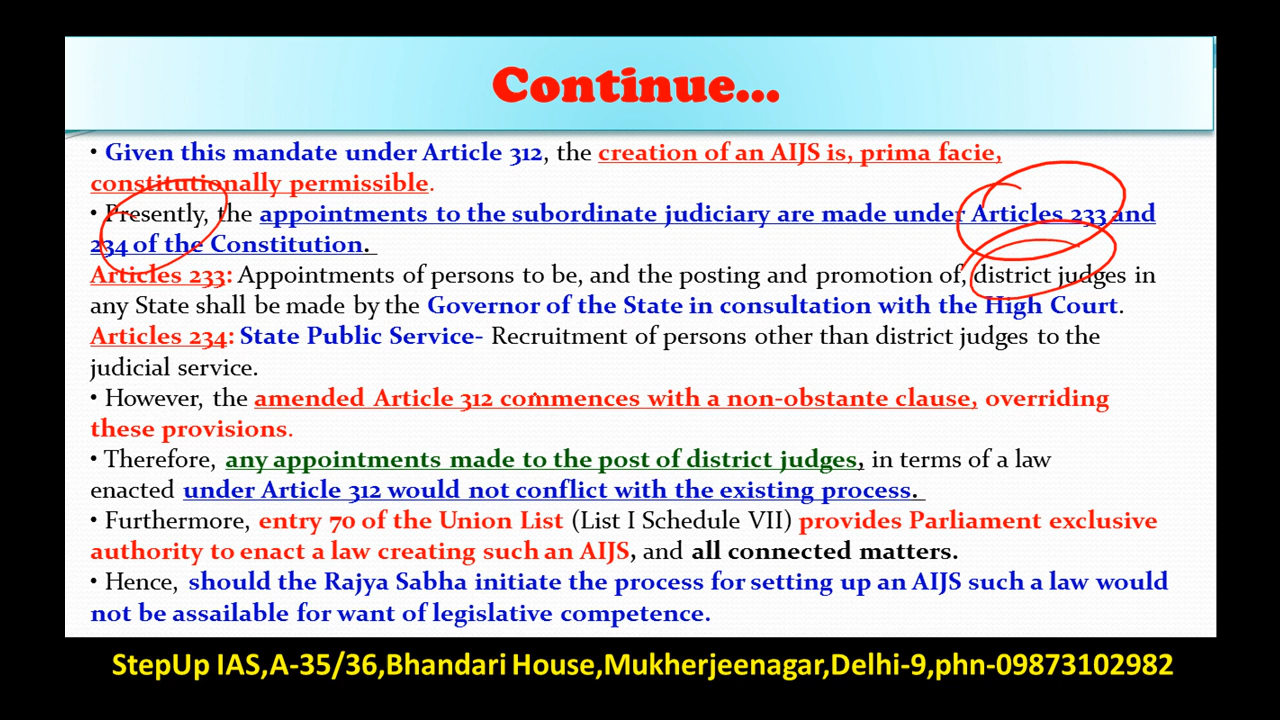 Continue...
• Given this mandate under Article 312, the creation of an AIJS is, prima facie,
constitutionally permissible.
• Presently, the appointments to the subordinate judiciary are made under Articles 233 and
234 of the Constitution.
Articles 233: Appointments of persons to be, and the posting and promotion of, district judges in
any State shall be made by the Governor of the State in consultation with the High Court.
Articles 234: State Public Service- Recruitment of persons other than district judges to the
judicial service.
• However, the amended Article 312 commences with a non-obstante clause, overriding
these provisions.
• Therefore, any appointments made to the post of district judges, in terms of a law
enacted under Article 312 would not conflict with the existing process.
• Furthermore, entry 70 of the Union List (List I Schedule VII) provides Parliament exclusive
authority to enact a law creating such an AIJS, and all connected matters.
• Hence, should the Rajya Sabha initiate the process for setting up an AIJS such a law would
not be assailable for want of legislative competence.
StepUp IAS,A-35/36,Bhandari House,Mukherjeenagar,Delhi-9,phn-09873102982